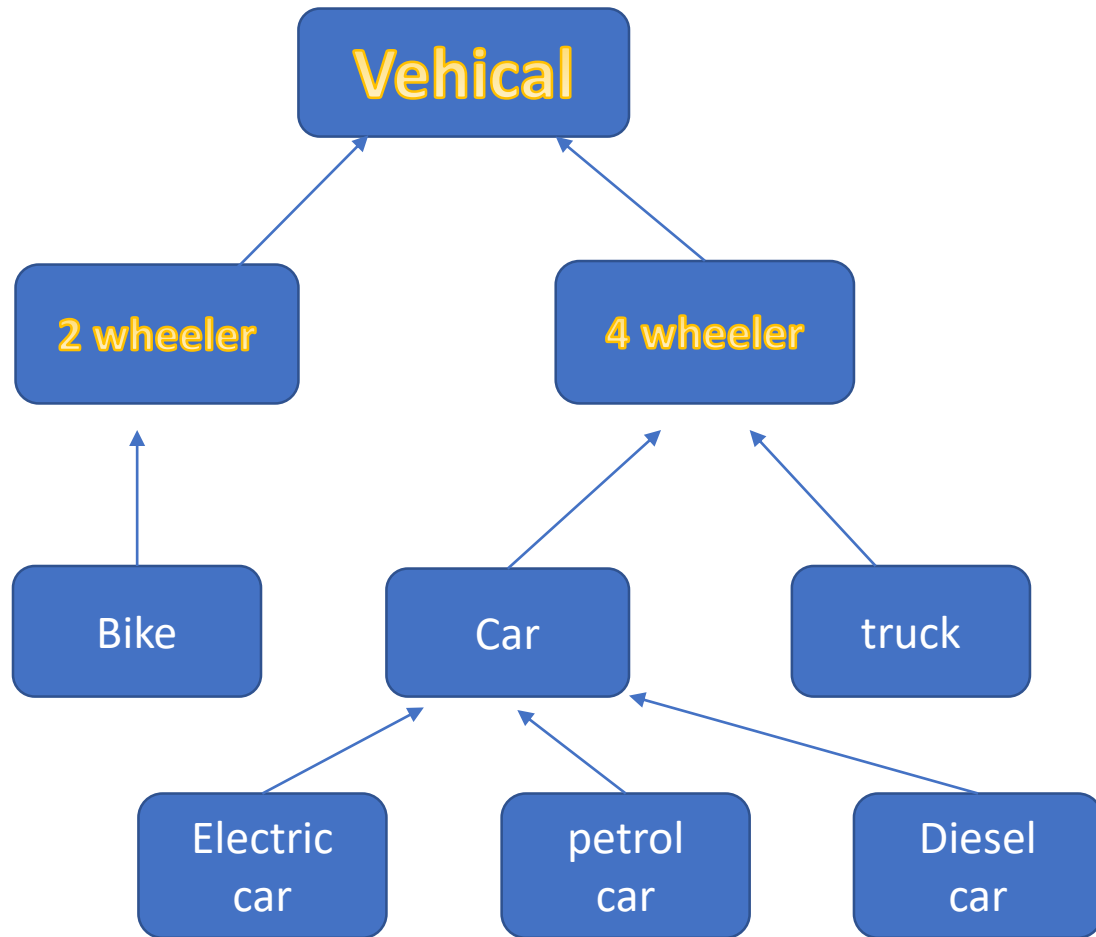 Vehical
2 wheeler
4 wheeler
Bike
Car
truck
Electric
car
petrol
car
Diesel
car